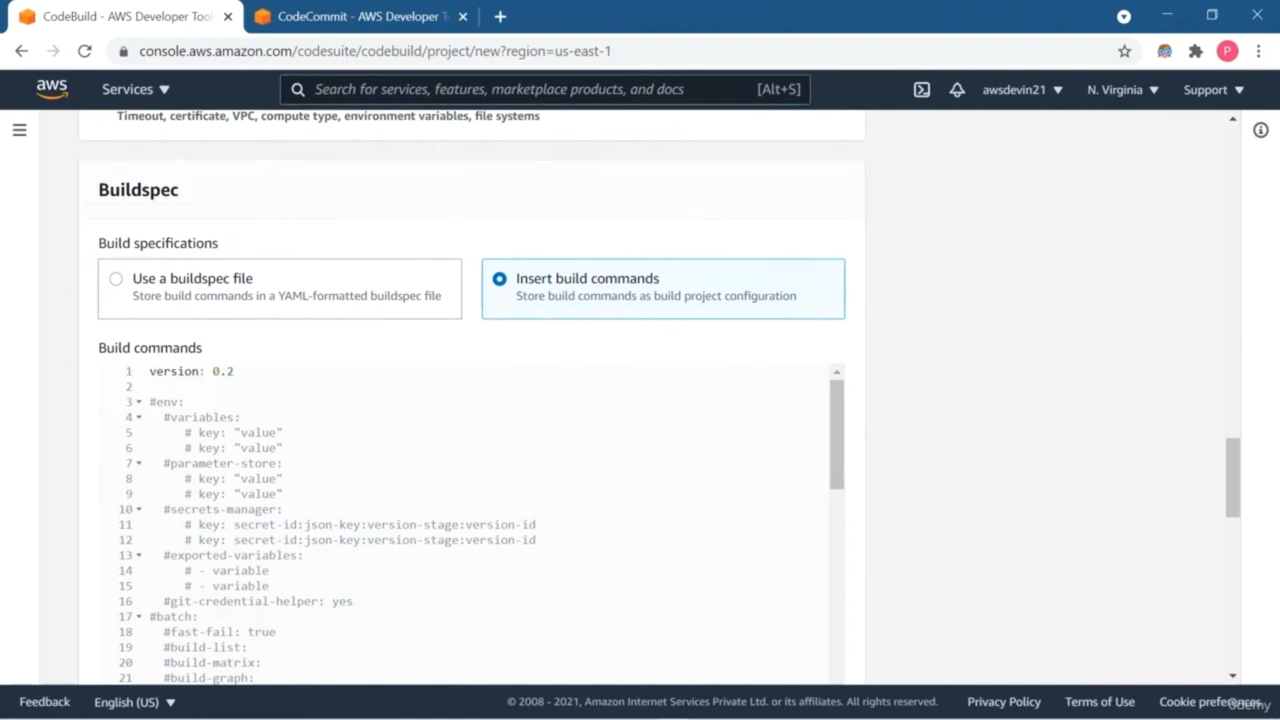 CodeBuild - AWS Developer Tool
CodeCommit - AWS Developer T
console.aws.amazon.com/codesuite/codebuild/project/new?region=us-east-1
P
aws
Services
Search for services, features, marketplace products, and docs
[Alt+S]
awsdevin21
N. Virginia
Support
Timeout, certificate, VPC, compute type, environment variables, file systems
Buildspec
Build specifications
Use a buildspec file
Store build commands in a YAML-formatted buildspec file
Insert build commands
Store build commands as build project configuration
Build commands
1 version: 0.2
2
3 #env:
4 #variables:
5 # key: "value"
6 # key: "value"
7 #parameter-store:
8 # key: "value"
9 # key: "value"
10 #secrets-manager:
11 # key: secret-id:json-key:version-stage:version-id
12 # key: secret-id:json-key:version-stage:version-id
13 #exported-variables:
14 # - variable
15 # - variable
16 #git-credential-helper: yes
17 #batch:
18 #fast-fail: true
19 #build-list:
20 #build-matrix:
21 #build-graph:
Feedback
English (US)
© 2008 - 2021, Amazon Internet Services Private Ltd. or its affiliates. All rights reserved.
Privacy Policy
Terms of Use
Cookie preferences
Udemy